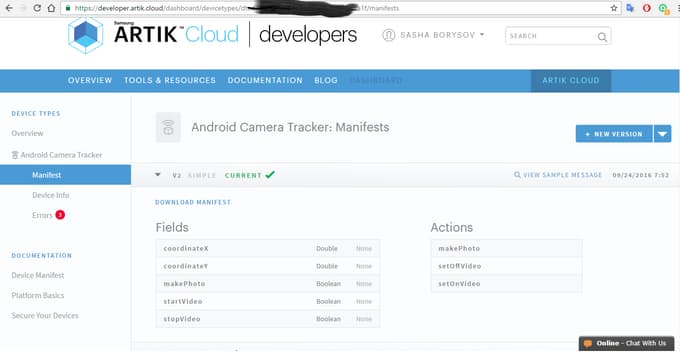 https://developer.artik.cloud/dashboard/devicetypes/ 1f/manifests
Samsung
ARTIK™ Cloud developers
SASHA BORYSOV
SEARCH
OVERVIEW TOOLS & RESOURCES DOCUMENTATION BLOG DASHBOARD
ARTIK CLOUD
DEVICE TYPES
Overview
Android Camera Tracker
Manifest
Device Info
Errors 3
DOCUMENTATION
Device Manifest
Platform Basics
Secure Your Devices
Android Camera Tracker: Manifests
+ NEW VERSION
V2 SIMPLE CURRENT VIEW SAMPLE MESSAGE 09/24/2016 7:52
DOWNLOAD MANIFEST
Fields
coordinateX Double None
coordinateY Double None
makePhoto Boolean None
startVideo Boolean None
stopVideo Boolean None
Actions
makePhoto
setOffVideo
setOnVideo
Online - Chat With Us